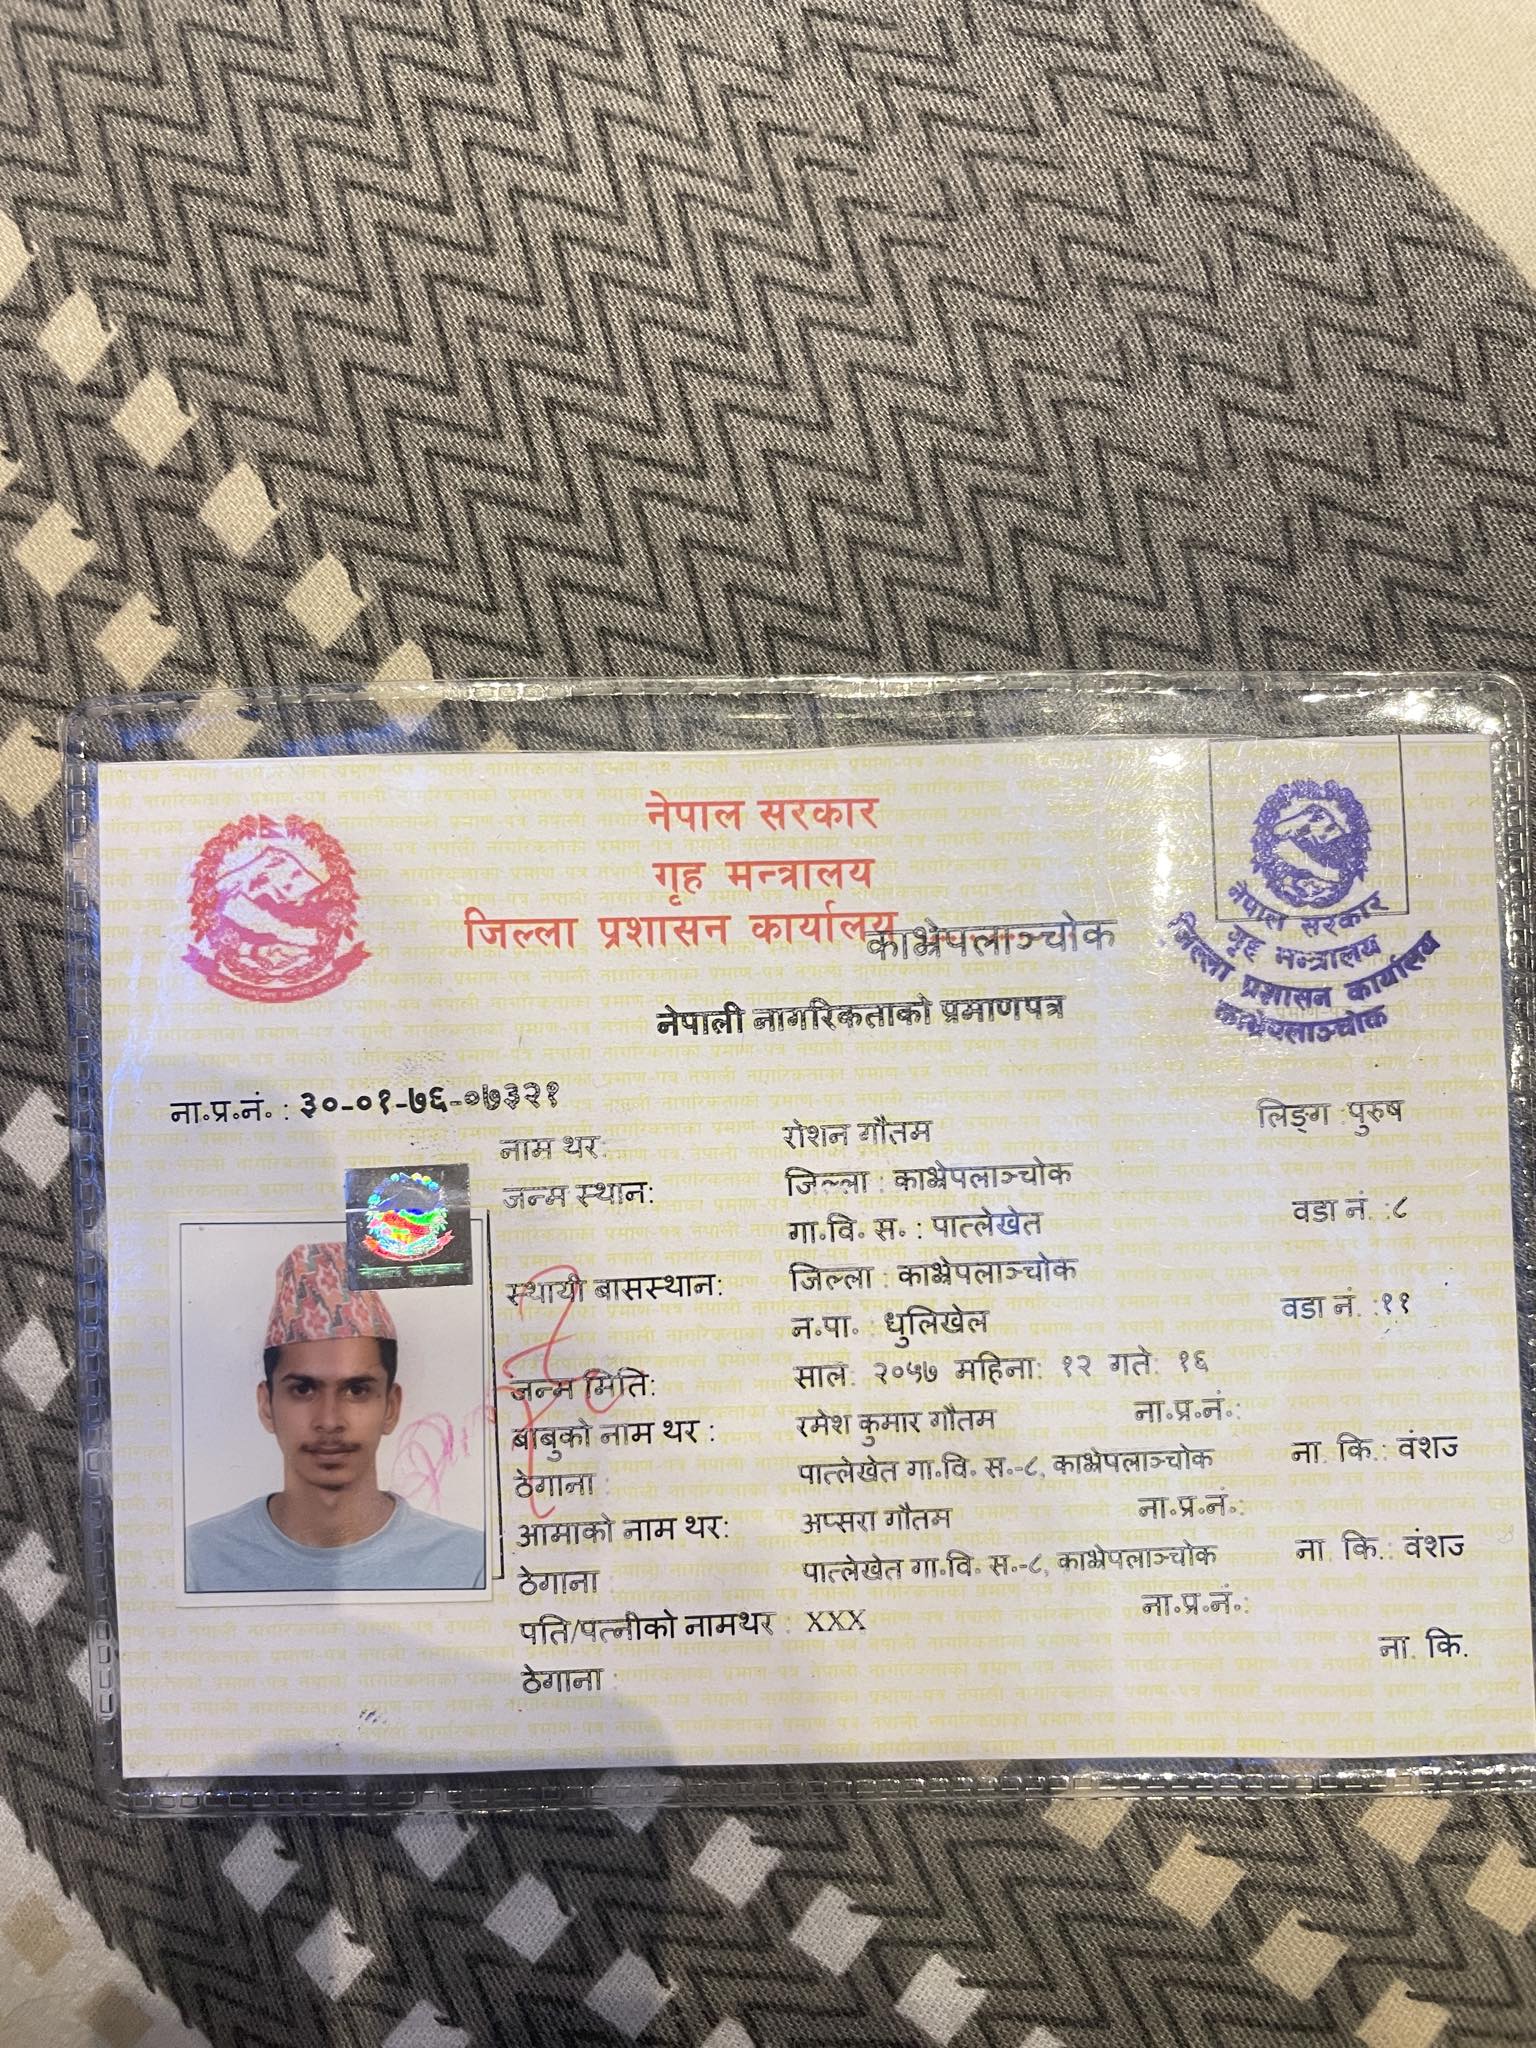 नेपाल सरकार
गृह मन्त्रालय
जिल्ला प्रशासन कार्यालय काभ्रेपलाञ्चोक
नेपाल सरकार
गृह मन्त्रालय
जिल्ला प्रशासन कार्यालय
काभ्रेपलाञ्चोक
नेपाली नागरिकताको प्रमाणपत्र
ना.प्र.नं. : ३०-०१-७६-०७३२१
नाम थर: रोशन गौतम लिङ्ग : पुरुष
जन्म स्थान: जिल्ला : काभ्रेपलाञ्चोक
गा.वि. स. : पात्लेखेत वडा नं. :८
स्थायी बासस्थान: जिल्ला : काभ्रेपलाञ्चोक
न.पा. : धुलिखेल वडा नं. :११
जन्म मिति: साल: २०५७ महिना: १२ गते: १६
बाबुको नाम थर : रमेश कुमार गौतम ना.प्र.नं.:
ठेगाना : पात्लेखेत गा.वि. स.-८, काभ्रेपलाञ्चोक ना. कि.: वंशज
आमाको नाम थर: अप्सरा गौतम ना.प्र.नं.:
ठेगाना : पात्लेखेत गा.वि. स.-८, काभ्रेपलाञ्चोक ना. कि.: वंशज
पति/पत्नीको नामथर : XXX ना.प्र.नं.:
ठेगाना : ना. कि.